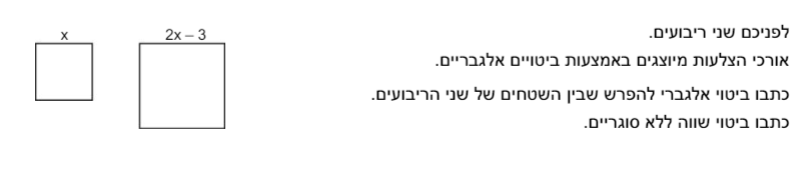 לפניכם שני ריבועים.
אורכי הצלעות מיוצגים באמצעות ביטויים אלגבריים.
כתבו ביטוי אלגברי להפרש שבין השטחים של שני הריבועים.
כתבו ביטוי שווה ללא סוגריים.
2x – 3
x